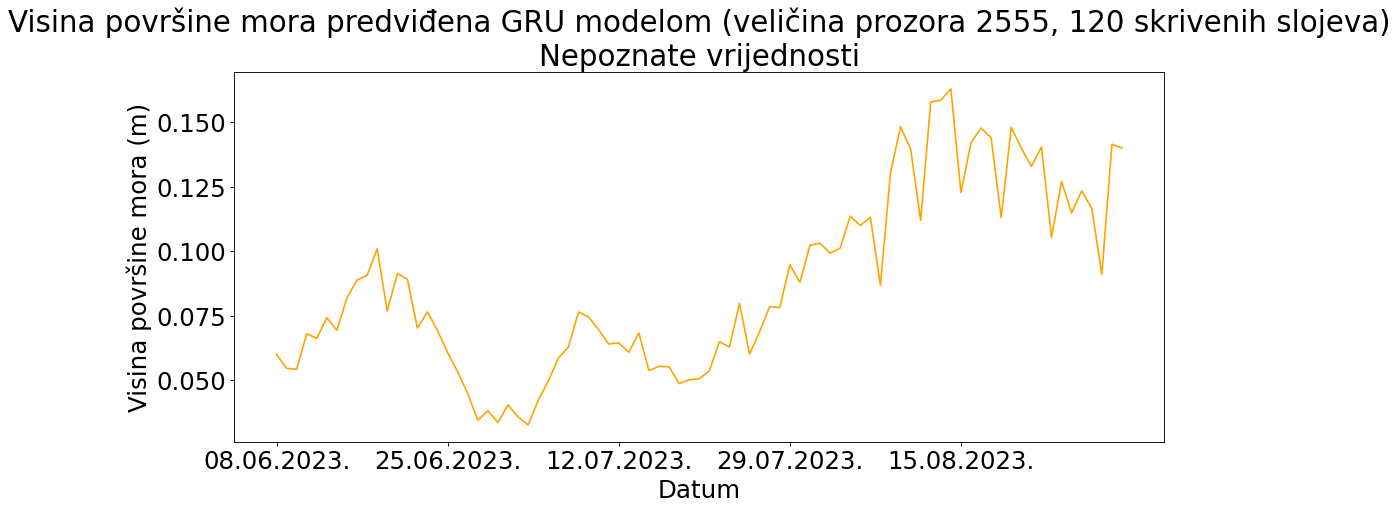 Visina površine mora predviđena GRU modelom (veličina prozora 2555, 120 skrivenih slojeva)
Nepoznate vrijednosti
Visina površine mora (m)
0.150
0.125
0.100
0.075
0.050
08.06.2023. 25.06.2023. 12.07.2023. 29.07.2023. 15.08.2023.
Datum